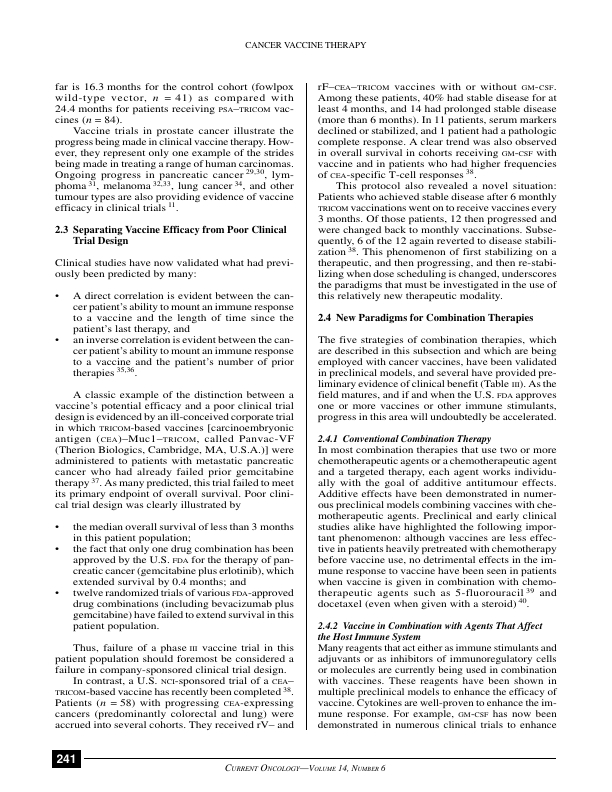 CANCER VACCINE THERAPY
far is 16.3 months for the control cohort (fowlpox
wild-type vector, n = 41) as compared with
24.4 months for patients receiving PSA–TRICOM vac-
cines (n = 84).
Vaccine trials in prostate cancer illustrate the
progress being made in clinical vaccine therapy. How-
ever, they represent only one example of the strides
being made in treating a range of human carcinomas.
Ongoing progress in pancreatic cancer 29,30, lym-
phoma 31, melanoma 32,33, lung cancer 34, and other
tumour types are also providing evidence of vaccine
efficacy in clinical trials 11.
2.3 Separating Vaccine Efficacy from Poor Clinical
Trial Design
Clinical studies have now validated what had previ-
ously been predicted by many:
• A direct correlation is evident between the can-
cer patient's ability to mount an immune response
to a vaccine and the length of time since the
patient's last therapy, and
• an inverse correlation is evident between the can-
cer patient's ability to mount an immune response
to a vaccine and the patient's number of prior
therapies 35,36.
A classic example of the distinction between a
vaccine's potential efficacy and a poor clinical trial
design is evidenced by an ill-conceived corporate trial
in which TRICOM-based vaccines [carcinoembryonic
antigen (CEA)–Muc1–TRICOM, called Panvac-VF
(Therion Biologics, Cambridge, MA, U.S.A.)] were
administered to patients with metastatic pancreatic
cancer who had already failed prior gemcitabine
therapy 37. As many predicted, this trial failed to meet
its primary endpoint of overall survival. Poor clini-
cal trial design was clearly illustrated by
• the median overall survival of less than 3 months
in this patient population;
• the fact that only one drug combination has been
approved by the U.S. FDA for the therapy of pan-
creatic cancer (gemcitabine plus erlotinib), which
extended survival by 0.4 months; and
• twelve randomized trials of various FDA-approved
drug combinations (including bevacizumab plus
gemcitabine) have failed to extend survival in this
patient population.
Thus, failure of a phase III vaccine trial in this
patient population should foremost be considered a
failure in company-sponsored clinical trial design.
In contrast, a U.S. NCI-sponsored trial of a CEA–
TRICOM-based vaccine has recently been completed 38.
Patients (n = 58) with progressing CEA-expressing
cancers (predominantly colorectal and lung) were
accrued into several cohorts. They received rV– and
rF–CEA–TRICOM vaccines with or without GM-CSF.
Among these patients, 40% had stable disease for at
least 4 months, and 14 had prolonged stable disease
(more than 6 months). In 11 patients, serum markers
declined or stabilized, and 1 patient had a pathologic
complete response. A clear trend was also observed
in overall survival in cohorts receiving GM-CSF with
vaccine and in patients who had higher frequencies
of CEA-specific T-cell responses 38.
This protocol also revealed a novel situation:
Patients who achieved stable disease after 6 monthly
TRICOM vaccinations went on to receive vaccines every
3 months. Of those patients, 12 then progressed and
were changed back to monthly vaccinations. Subse-
quently, 6 of the 12 again reverted to disease stabili-
zation 38. This phenomenon of first stabilizing on a
therapeutic, and then progressing, and then re-stabi-
lizing when dose scheduling is changed, underscores
the paradigms that must be investigated in the use of
this relatively new therapeutic modality.
2.4 New Paradigms for Combination Therapies
The five strategies of combination therapies, which
are described in this subsection and which are being
employed with cancer vaccines, have been validated
in preclinical models, and several have provided pre-
liminary evidence of clinical benefit (Table III). As the
field matures, and if and when the U.S. FDA approves
one or more vaccines or other immune stimulants,
progress in this area will undoubtedly be accelerated.
2.4.1 Conventional Combination Therapy
In most combination therapies that use two or more
chemotherapeutic agents or a chemotherapeutic agent
and a targeted therapy, each agent works individu-
ally with the goal of additive antitumour effects.
Additive effects have been demonstrated in numer-
ous preclinical models combining vaccines with che-
motherapeutic agents. Preclinical and early clinical
studies alike have highlighted the following impor-
tant phenomenon: although vaccines are less effec-
tive in patients heavily pretreated with chemotherapy
before vaccine use, no detrimental effects in the im-
mune response to vaccine have been seen in patients
when vaccine is given in combination with chemo-
therapeutic agents such as 5-fluorouracil 39 and
docetaxel (even when given with a steroid) 40.
2.4.2 Vaccine in Combination with Agents That Affect
the Host Immune System
Many reagents that act either as immune stimulants and
adjuvants or as inhibitors of immunoregulatory cells
or molecules are currently being used in combination
with vaccines. These reagents have been shown in
multiple preclinical models to enhance the efficacy of
vaccine. Cytokines are well-proven to enhance the im-
mune response. For example, GM-CSF has now been
demonstrated in numerous clinical trials to enhance
241
CURRENT ONCOLOGY—VOLUME 14, NUMBER 6